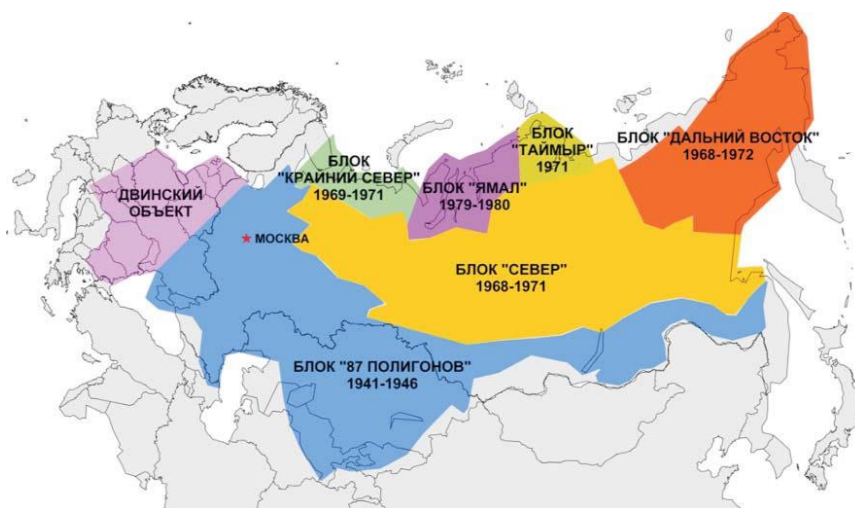 БЛОК
"ТАЙМЫР"
1971
БЛОК "ДАЛЬНИЙ ВОСТОК"
1968-1972
БЛОК
"КРАЙНИЙ СЕВЕР"
1969-1971
БЛОК "ЯМАЛ"
1979-1980
ДВИНСКИЙ
ОБЪЕКТ
МОСКВА
БЛОК "СЕВЕР"
1968-1971
БЛОК "87 ПОЛИГОНОВ"
1941-1946